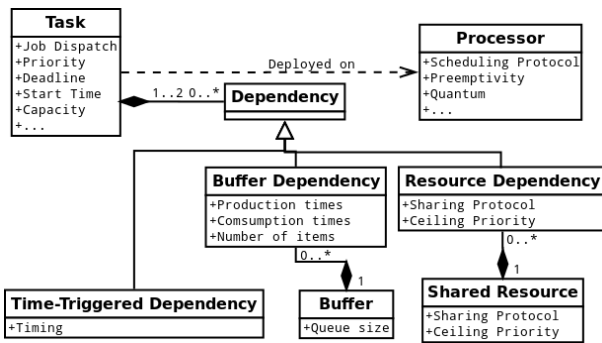 Task
+Job Dispatch
+Priority
+Deadline
+Start Time
+Capacity
+...
Deployed on
Processor
+Scheduling Protocol
+Preemptivity
+Quantum
+...
1..2 0..*
Dependency
Buffer Dependency
+Production times
+Comsumption times
+Number of items
Resource Dependency
+Sharing Protocol
+Ceiling Priority
0..*
1
0..*
1
Time-Triggered Dependency
+Timing
Buffer
+Queue size
Shared Resource
+Sharing Protocol
+Ceiling Priority